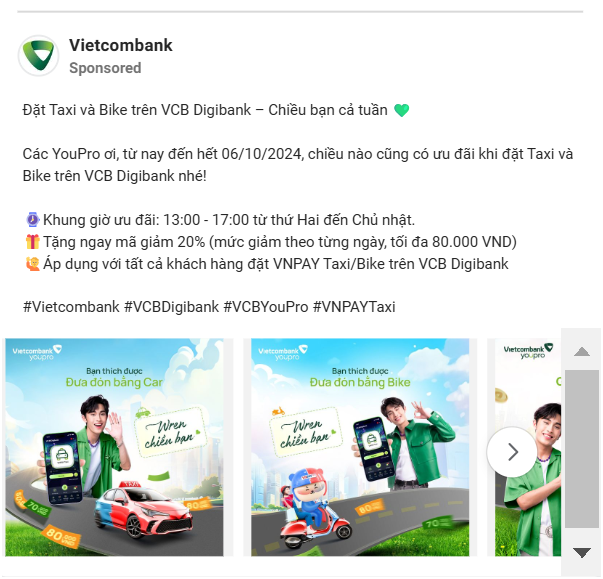 Vietcombank
Sponsored
Đặt Taxi và Bike trên VCB Digibank – Chiều bạn cả tuần 💚
Các YouPro ơi, từ nay đến hết 06/10/2024, chiều nào cũng có ưu đãi khi đặt Taxi và
Bike trên VCB Digibank nhé!
⌚Khung giờ ưu đãi: 13:00 - 17:00 từ thứ Hai đến Chủ nhật.
🎁Tặng ngay mã giảm 20% (mức giảm theo từng ngày, tối đa 80.000 VND)
🙋Áp dụng với tất cả khách hàng đặt VNPAY Taxi/Bike trên VCB Digibank
#Vietcombank #VCBDigibank #VCBYouPro #VNPAYTaxi
Vietcombank
youpro
Bạn thích được
Đưa đón bằng Car
Wren
chiều bạn
TAXI
70
80
Vietcombank
youpro
Bạn thích được
Đưa đón bằng Bike
Wren
chiều bạn
80
70
Vietcombank
youpro